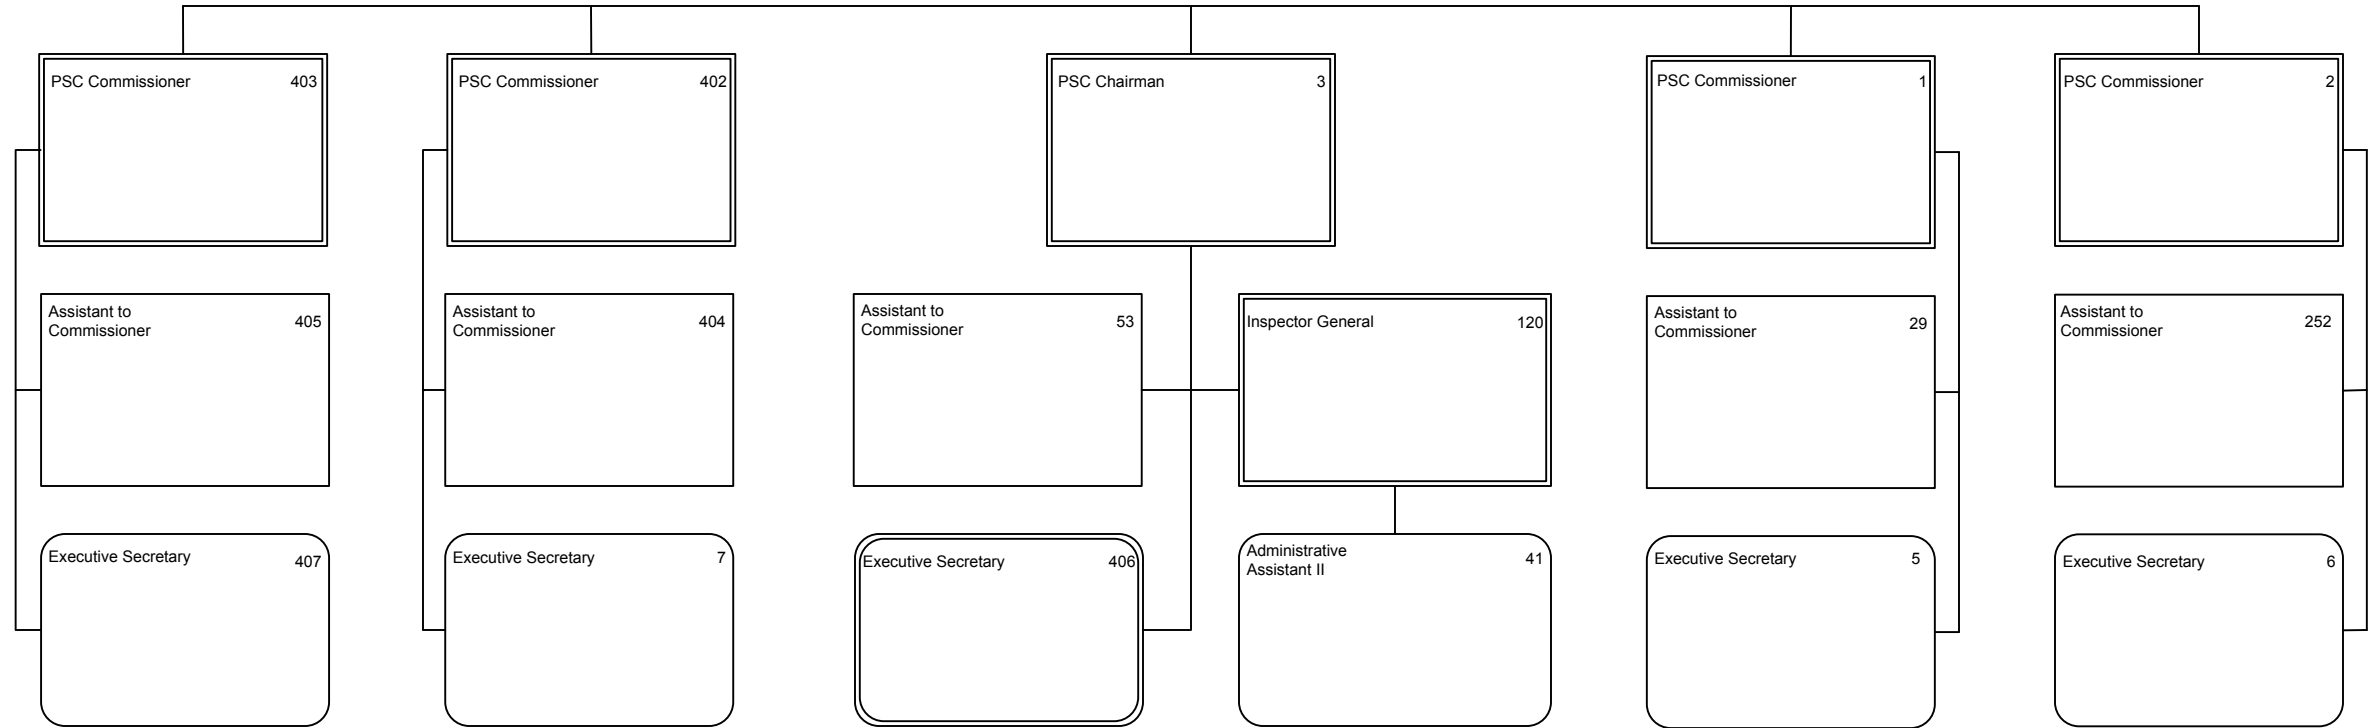 PSC Commissioner 403
PSC Commissioner 402
PSC Chairman 3
PSC Commissioner 1
PSC Commissioner 2
Assistant to
Commissioner 405
Assistant to
Commissioner 404
Assistant to
Commissioner 53
Inspector General 120
Assistant to
Commissioner 29
Assistant to
Commissioner 252
Executive Secretary 407
Executive Secretary 7
Executive Secretary 406
Administrative
Assistant II 41
Executive Secretary 5
Executive Secretary 6